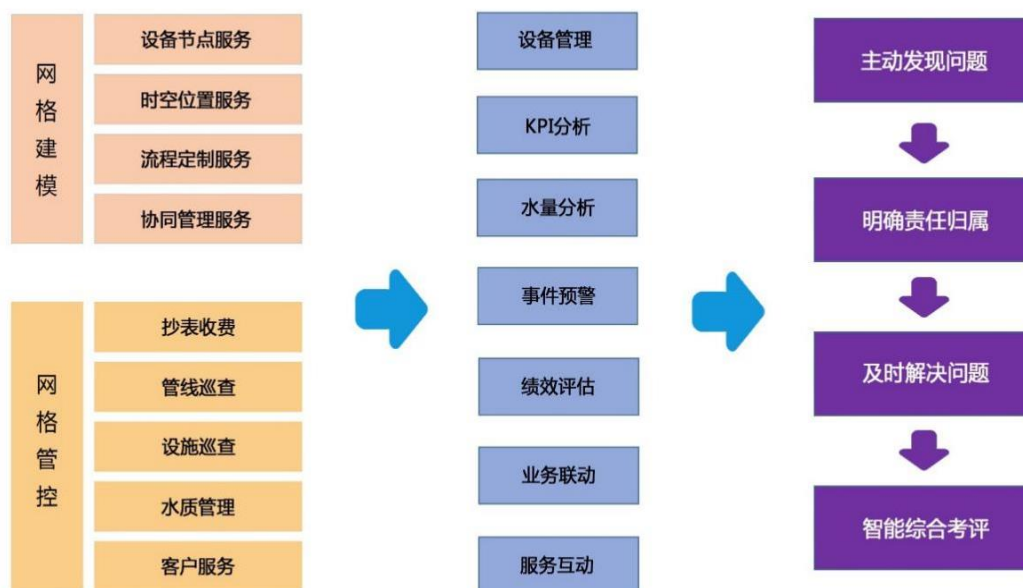 网格建模
设备节点服务
时空位置服务
流程定制服务
协同管理服务
网格管控
抄表收费
管线巡查
设施巡查
水质管理
客户服务
设备管理
KPI分析
水量分析
事件预警
绩效评估
业务联动
服务互动
主动发现问题
明确责任归属
及时解决问题
智能综合考评